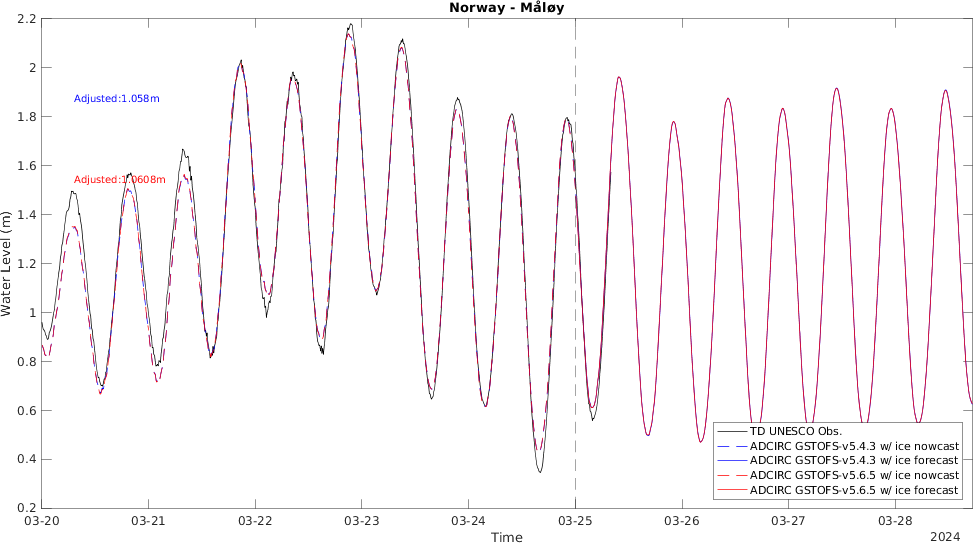 Norway - Måløy
2.2
2
1.8
1.6
1.4
1.2
1
0.8
0.6
0.4
0.2
Water Level (m)
Adjusted:1.058m
Adjusted:1.0608m
TD UNESCO Obs.
ADCIRC GSTOFS-v5.4.3 w/ ice nowcast
ADCIRC GSTOFS-v5.4.3 w/ ice forecast
ADCIRC GSTOFS-v5.6.5 w/ ice nowcast
ADCIRC GSTOFS-v5.6.5 w/ ice forecast
03-20 03-21 03-22 03-23 03-24 03-25 03-26 03-27 03-28
Time
2024